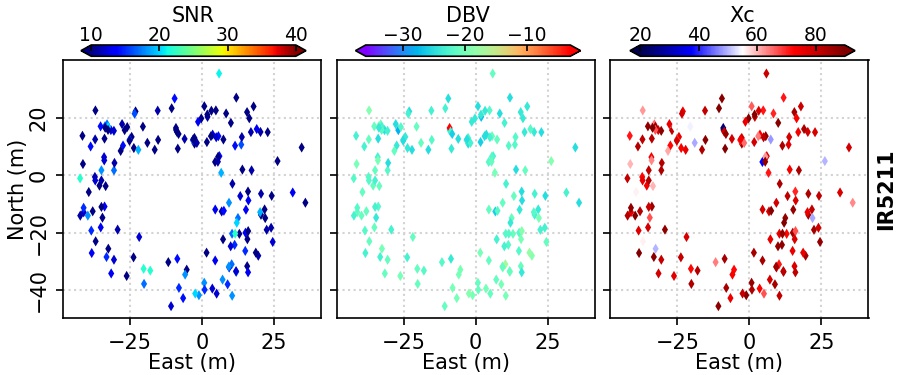 SNR DBV Xc
10 20 30 40 −30 −20 −10 20 40 60 80
20
0
−20
−40
North (m)
IR5211
−25 0 25 −25 0 25 −25 0 25
East (m) East (m) East (m)